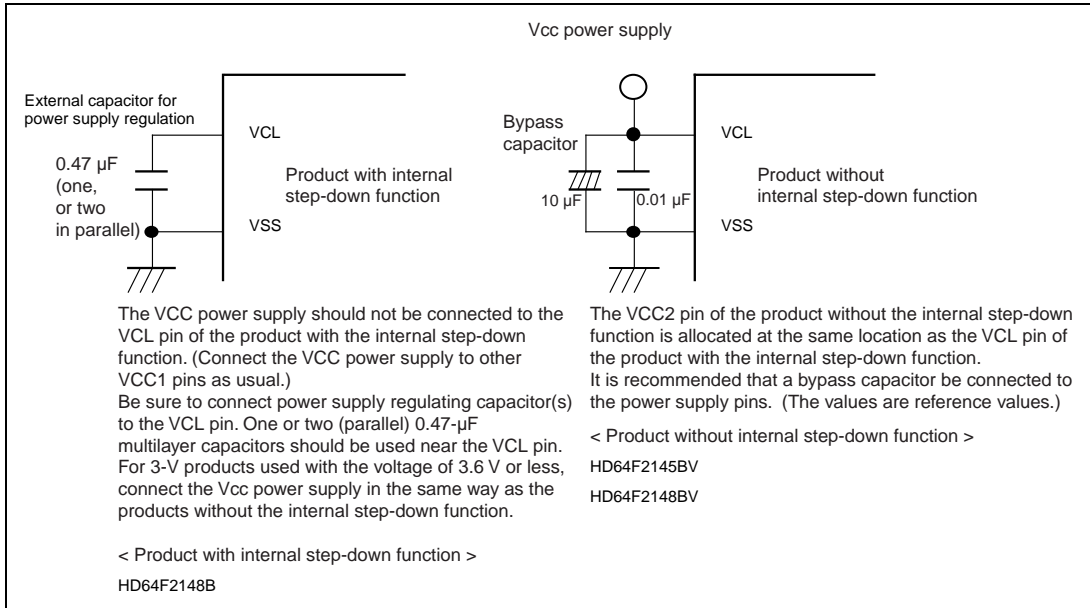 Vcc power supply
External capacitor for
power supply regulation
VCL
0.47 µF
(one,
or two
in parallel)
Product with internal
step-down function
VSS
Bypass
capacitor
VCL
10 µF
0.01 µF
Product without
internal step-down function
VSS
The VCC power supply should not be connected to the
VCL pin of the product with the internal step-down
function. (Connect the VCC power supply to other
VCC1 pins as usual.)
Be sure to connect power supply regulating capacitor(s)
to the VCL pin. One or two (parallel) 0.47-µF
multilayer capacitors should be used near the VCL pin.
For 3-V products used with the voltage of 3.6 V or less,
connect the Vcc power supply in the same way as the
products without the internal step-down function.
< Product with internal step-down function >
HD64F2148B
The VCC2 pin of the product without the internal step-down
function is allocated at the same location as the VCL pin of
the product with the internal step-down function.
It is recommended that a bypass capacitor be connected to
the power supply pins. (The values are reference values.)
< Product without internal step-down function >
HD64F2145BV
HD64F2148BV